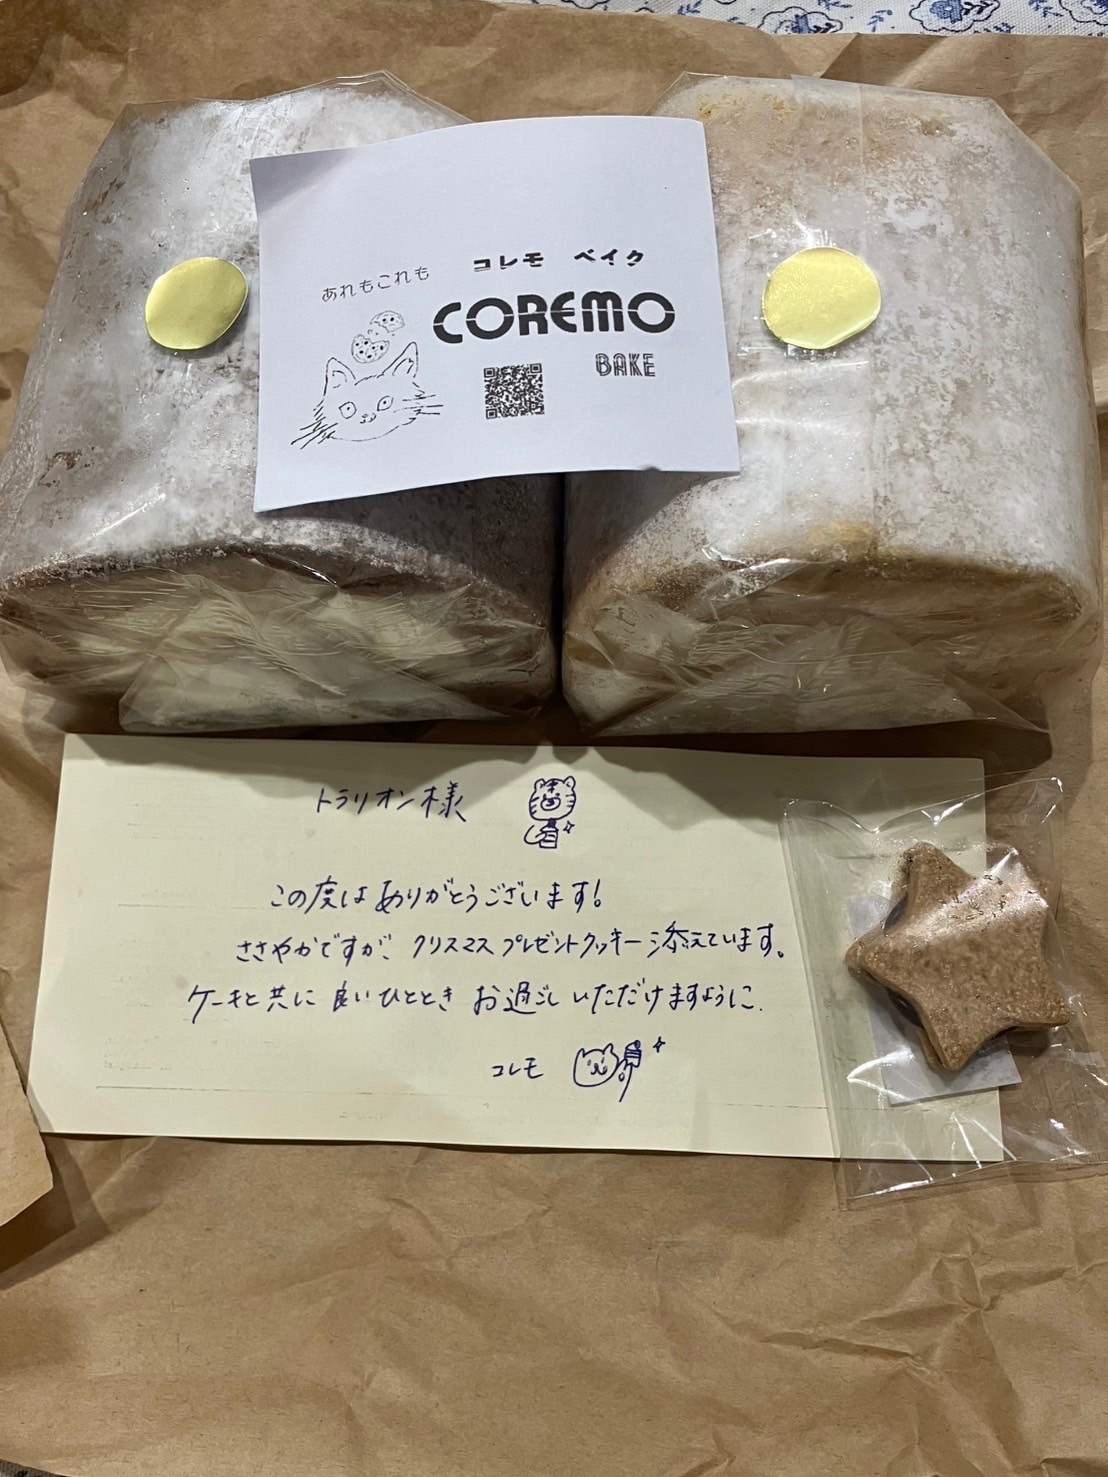 コレモ ベイク
あれもこれも
COREMO
BAKE
トラリオン様
この度はありがとうございます!
ささやかですが、クリスマスプレゼントクッキー添えています。
ケーキと共に良いひとときお過ごしいただけますように.
コレモ